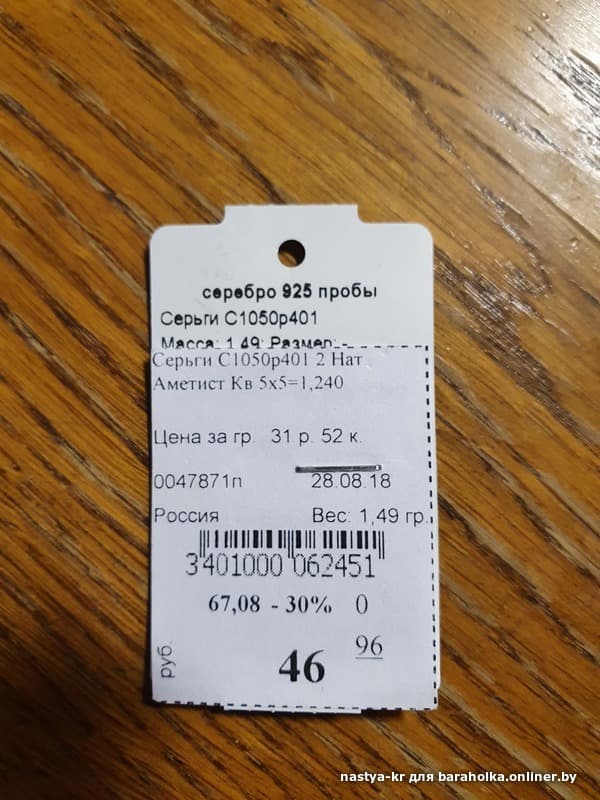 серебро 925 пробы
Серьги С1050р401
Масса: 1,49; Размер: -
Серьги С1050р401 2 Нат
Аметист Кв 5х5=1,240
Цена за гр. 31 р. 52 к.
0047871п 28.08.18
Россия Вес: 1,49 гр.
3401000 062451
67,08 - 30% 0
руб. 46 96
nastya-kr для baraholka.onliner.by